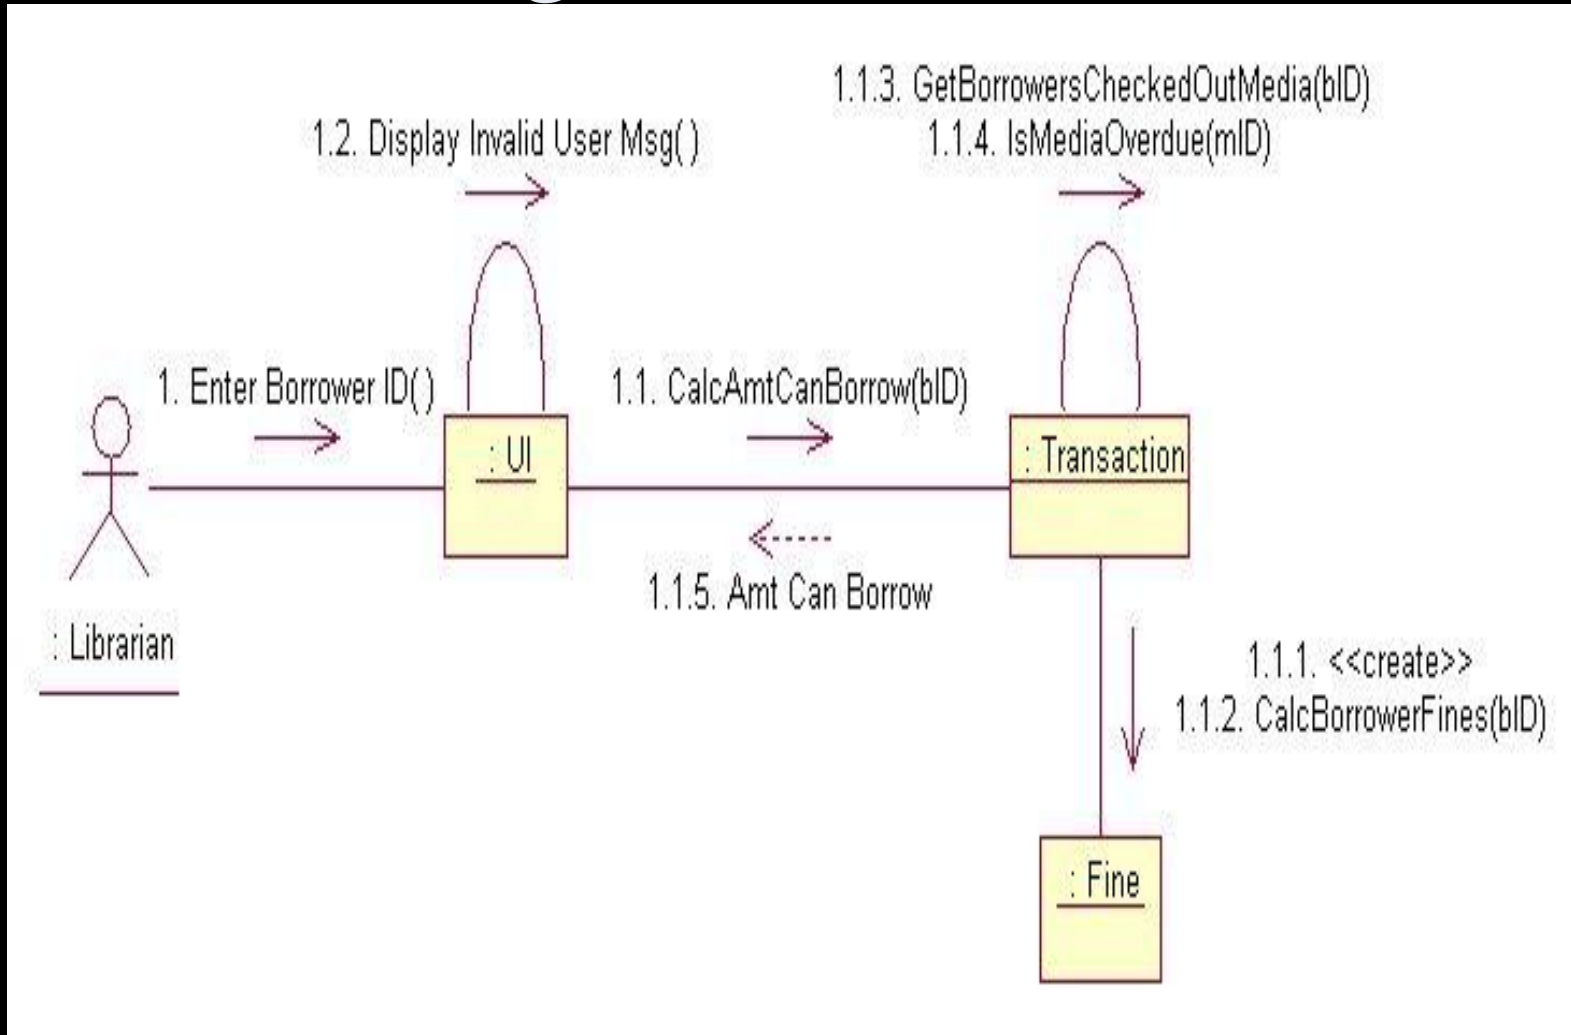 1.1.3. GetBorrowersCheckedOutMedia(bID)
1.2. Display Invalid User Msg( )
1.1.4. IsMediaOverdue(mID)
1. Enter Borrower ID( )
1.1. CalcAmtCanBorrow(bID)
: UI
: Transaction
1.1.5. Amt Can Borrow
: Librarian
1.1.1. <<create>>
1.1.2. CalcBorrowerFines(bID)
: Fine